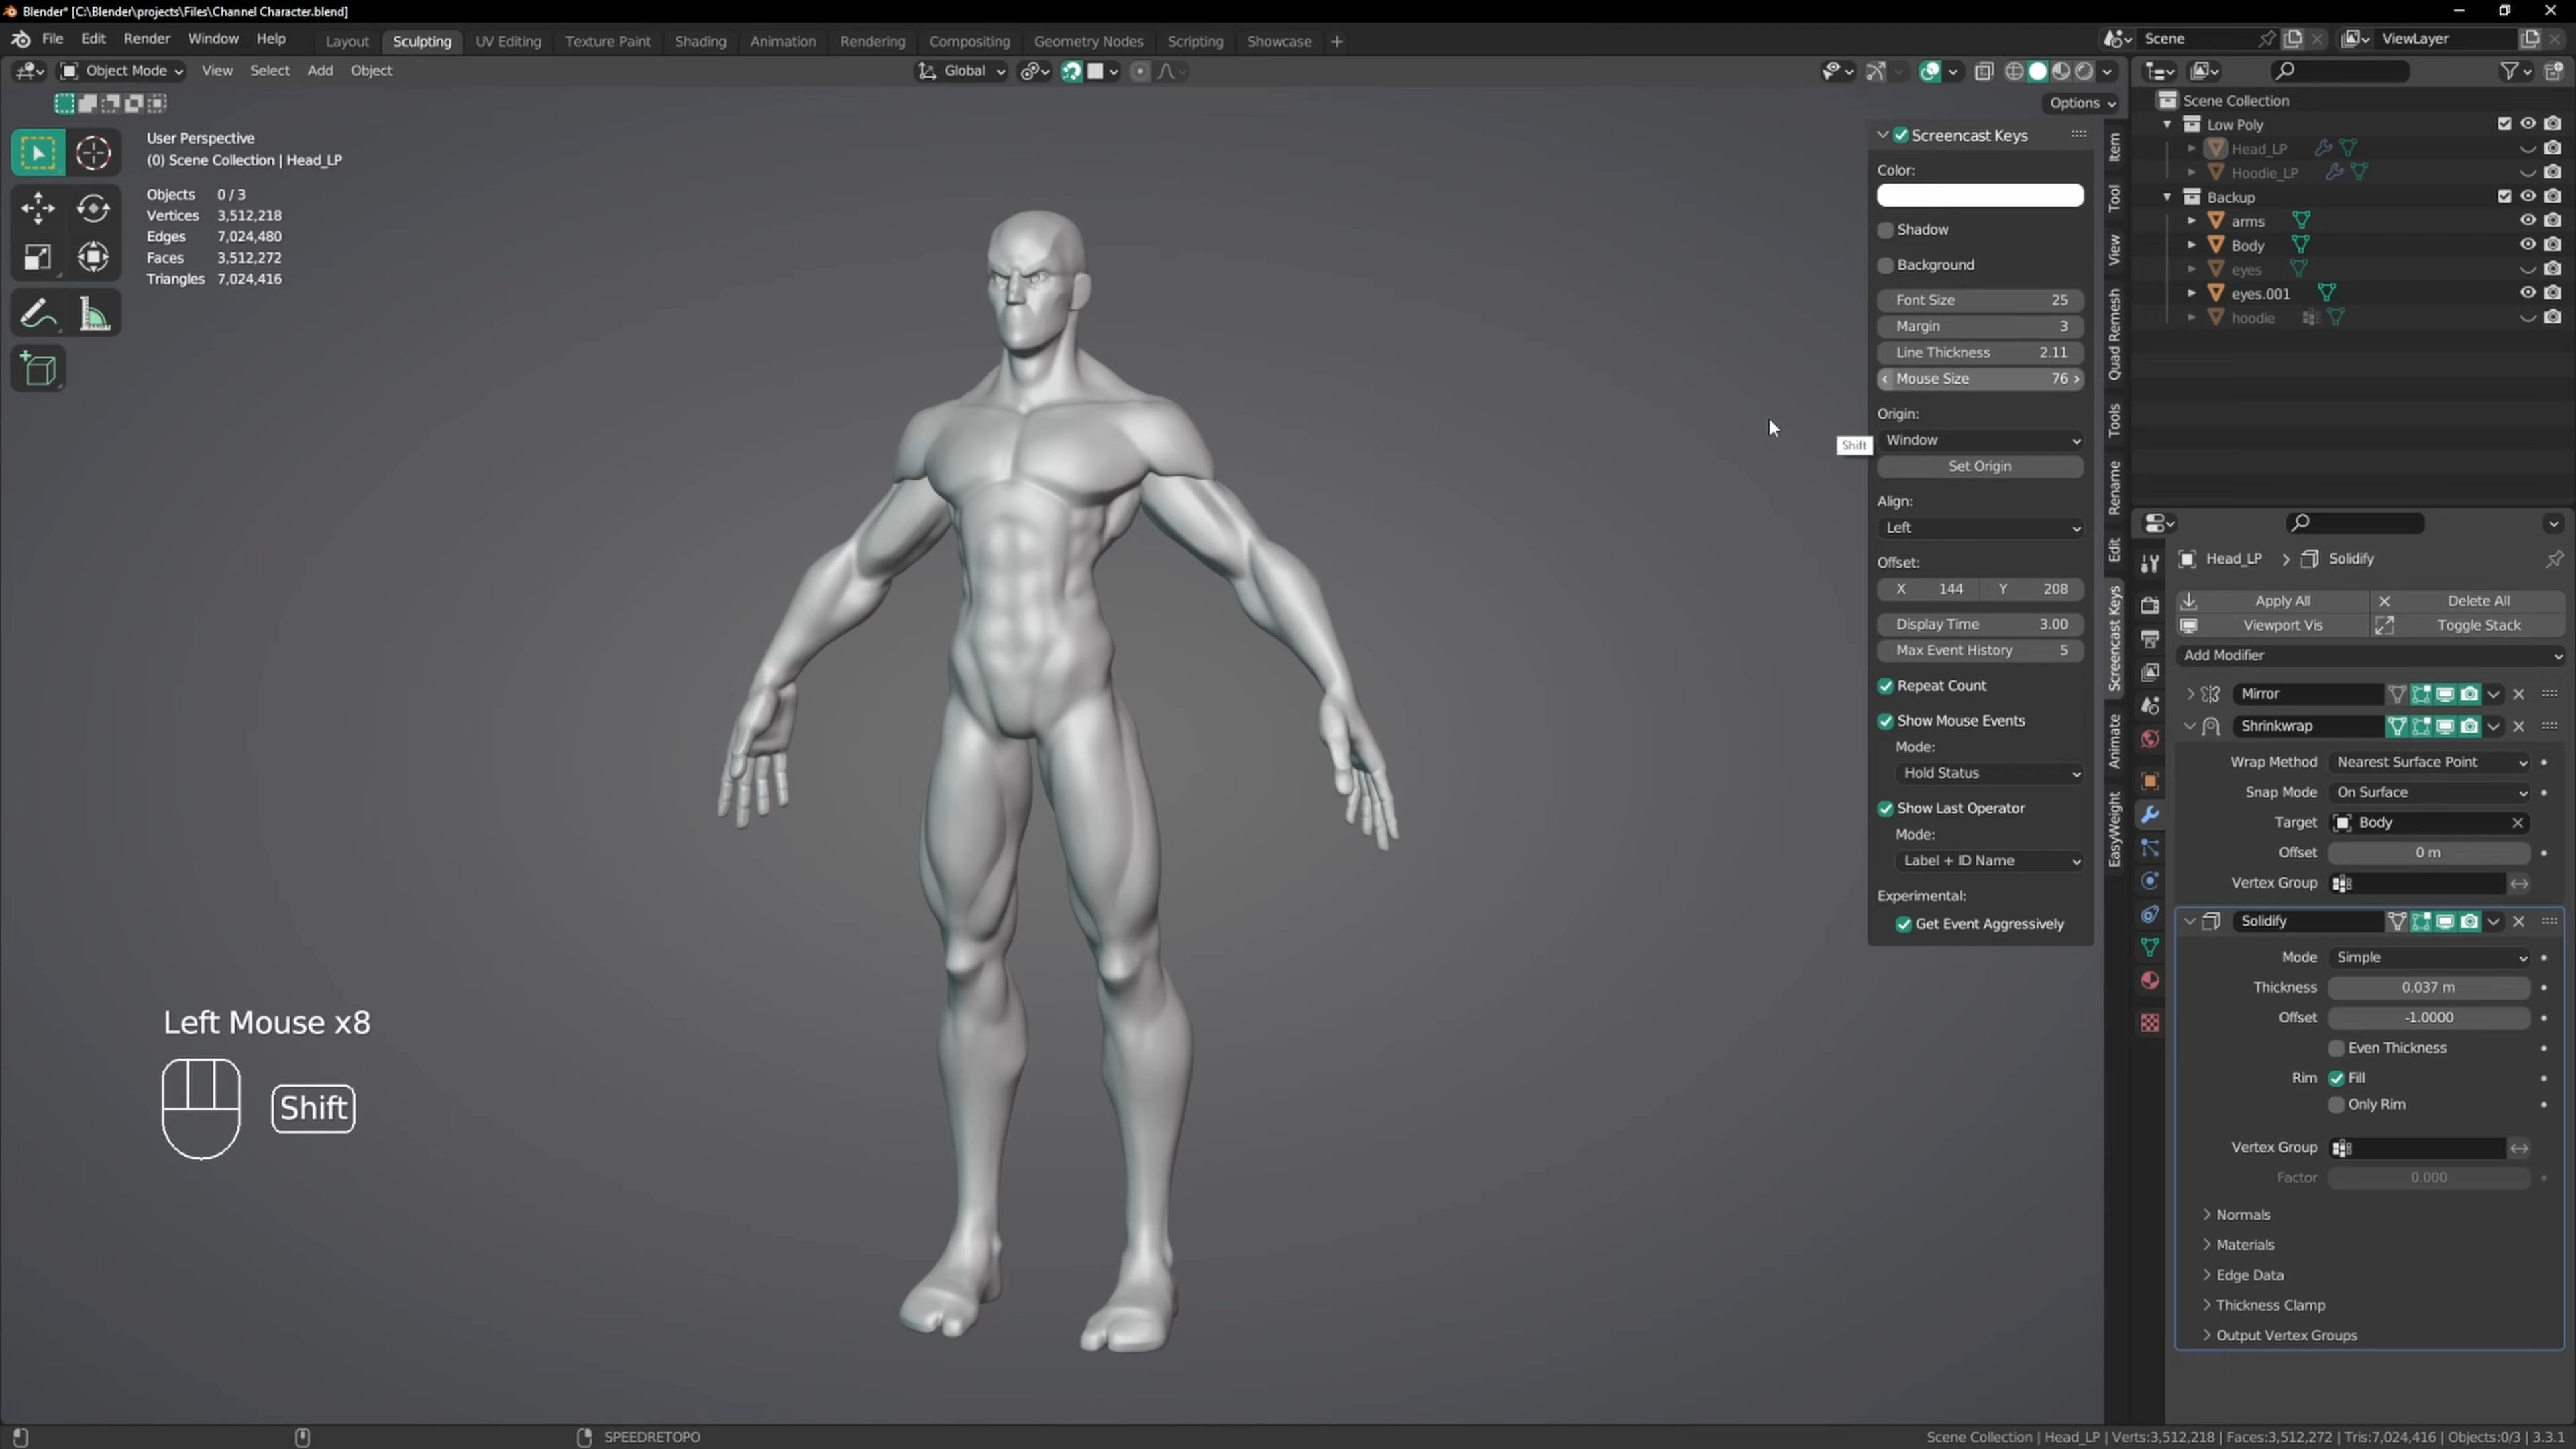 Blender* [C:\Blender\projects\Files\Channel Character.blend]
File Edit Render Window Help Layout Sculpting UV Editing Texture Paint Shading Animation Rendering Compositing Geometry Nodes Scripting Showcase + Scene ViewLayer
Object Mode View Select Add Object Global
Options
User Perspective
(0) Scene Collection | Head_LP
Objects 0 / 3
Vertices 3,512,218
Edges 7,024,480
Faces 3,512,272
Triangles 7,024,416
Left Mouse x8
Shift
Screencast Keys
Color:
Shadow
Background
Font Size 25
Margin 3
Line Thickness 2.11
Mouse Size 76
Origin:
Window
Shift
Set Origin
Align:
Left
Offset:
X 144 Y 208
Display Time 3.00
Max Event History 5
Repeat Count
Show Mouse Events
Mode:
Hold Status
Show Last Operator
Mode:
Label + ID Name
Experimental:
Get Event Aggressively
Item
Tool
View
Quad Remesh
Tools
Rename
Edit
Screencast Keys
Animate
EasyWeight
Scene Collection
Low Poly
Head_LP
Hoodie_LP
Backup
arms
Body
eyes
eyes.001
hoodie
Head_LP > Solidify
Apply All Delete All
Viewport Vis Toggle Stack
Add Modifier
Mirror
Shrinkwrap
Wrap Method Nearest Surface Point
Snap Mode On Surface
Target Body
Offset 0 m
Vertex Group
Solidify
Mode Simple
Thickness 0.037 m
Offset -1.0000
Even Thickness
Rim Fill
Only Rim
Vertex Group
Factor 0.000
Normals
Materials
Edge Data
Thickness Clamp
Output Vertex Groups
SPEEDRETOPO
Scene Collection | Head_LP | Verts:3,512,218 | Faces:3,512,272 | Tris:7,024,416 | Objects:0/3 | 3.3.1